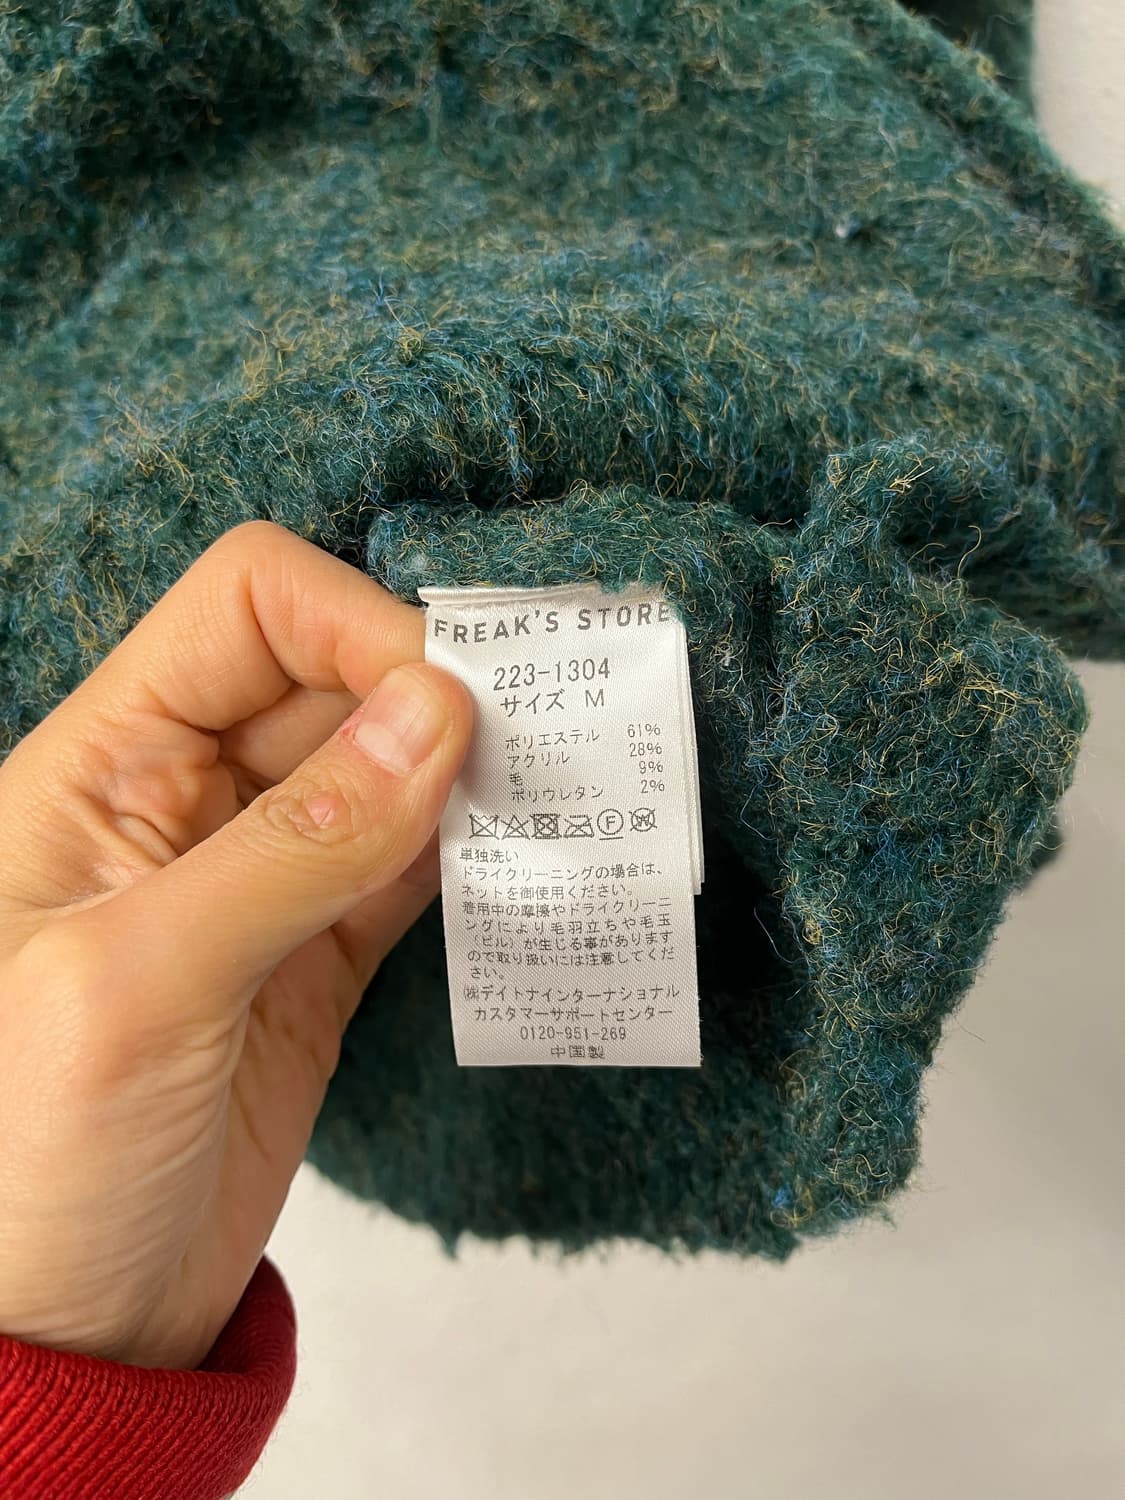 FREAK'S STORE
223-1304
サイズ M
ポリエステル 61%
アクリル 28%
毛 9%
ポリウレタン 2%
F W
単独洗い
ドライクリーニングの場合は、
ネットを御使用ください。
着用中の摩擦やドライクリーニ
ングにより毛羽立ちや毛玉
(ピル)が生じる事があります
ので取り扱いには注意してくだ
さい。
㈱デイトナインターナショナル
カスタマーサポートセンター
0120-951-269
中国製